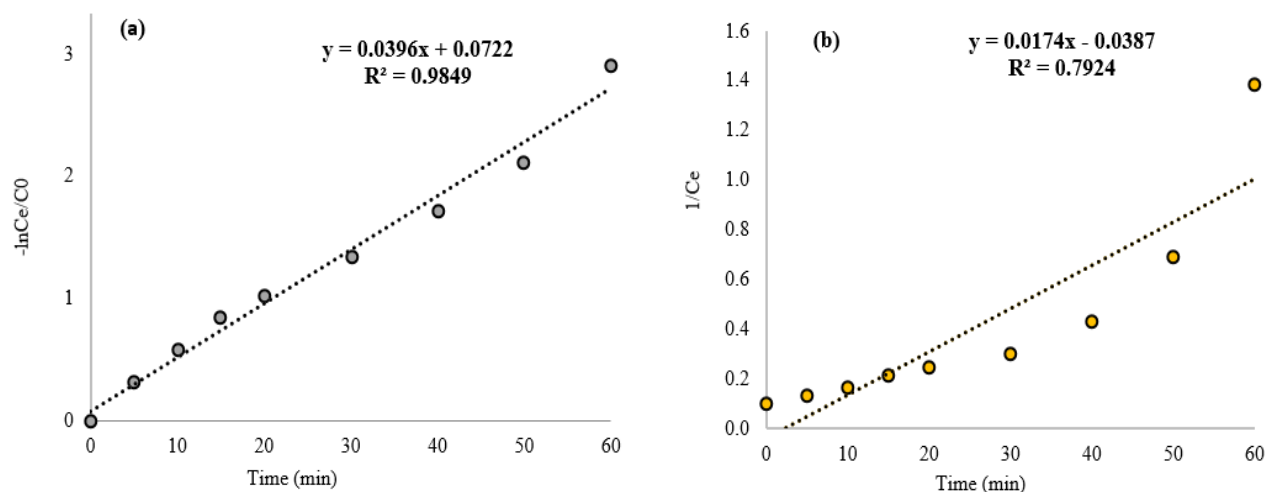 (a)
y = 0.0396x + 0.0722
R² = 0.9849
3
2
1
0
-lnCe/C0
0 10 20 30 40 50 60
Time (min)
(b)
y = 0.0174x - 0.0387
R² = 0.7924
1.6
1.4
1.2
1.0
0.8
0.6
0.4
0.2
0.0
1/Ce
0 10 20 30 40 50 60
Time (min)